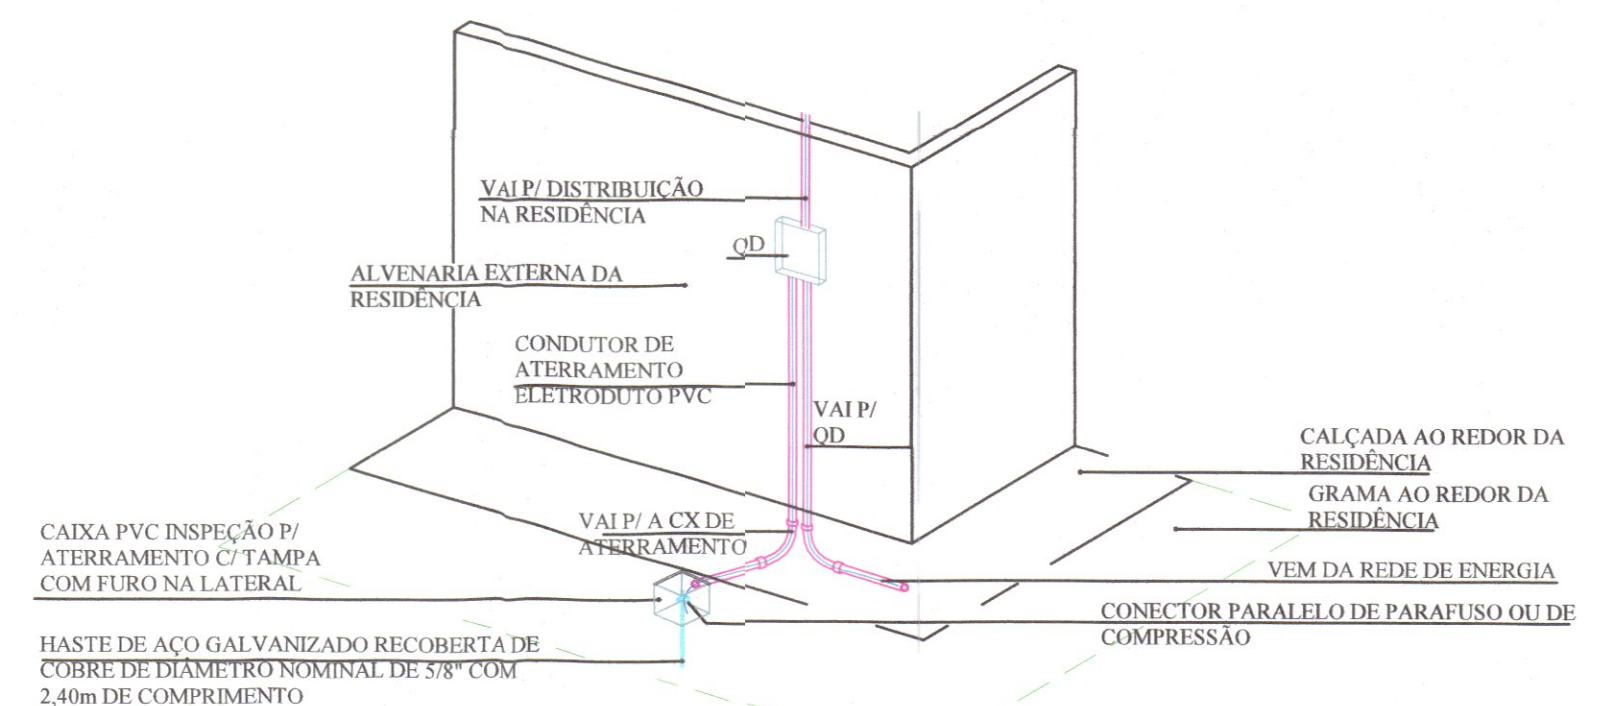 VAI P/ DISTRIBUIÇÃO
NA RESIDÊNCIA
QD
ALVENARIA EXTERNA DA
RESIDÊNCIA
CONDUTOR DE
ATERRAMENTO
ELETRODUTO PVC
VAI P/
QD
CALÇADA AO REDOR DA
RESIDÊNCIA
GRAMA AO REDOR DA
RESIDÊNCIA
VAI P/ A CX DE
ATERRAMENTO
CAIXA PVC INSPEÇÃO P/
ATERRAMENTO C/ TAMPA
COM FURO NA LATERAL
VEM DA REDE DE ENERGIA
CONECTOR PARALELO DE PARAFUSO OU DE
COMPRESSÃO
HASTE DE AÇO GALVANIZADO RECOBERTA DE
COBRE DE DIÂMETRO NOMINAL DE 5/8" COM
2,40m DE COMPRIMENTO